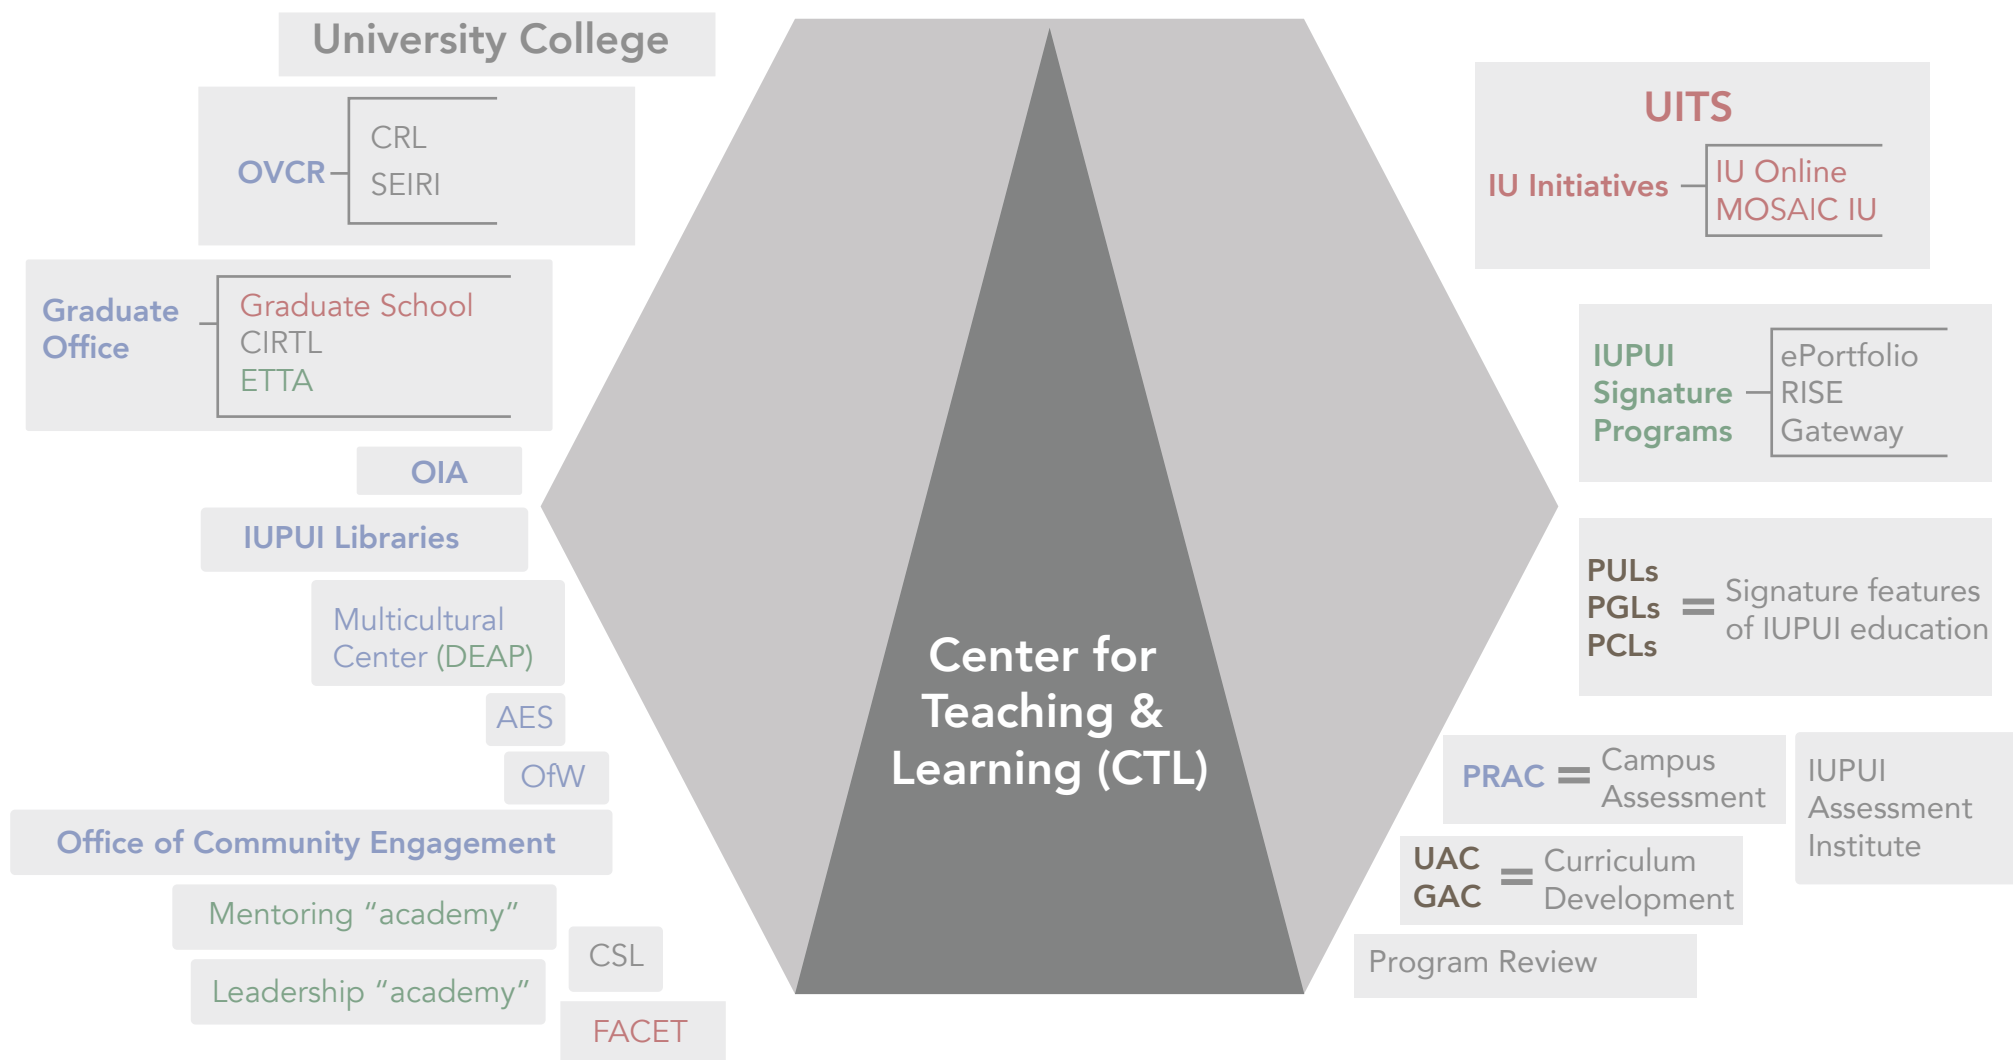 University College
OVCR
CRL
SEIRI
Graduate
Office
Graduate School
CIRTL
ETTA
OIA
IUPUI Libraries
Multicultural
Center (DEAP)
AES
OfW
Office of Community Engagement
Mentoring “academy”
Leadership “academy”
CSL
FACET
Center for
Teaching &
Learning (CTL)
UITS
IU Initiatives
IU Online
MOSAIC IU
IUPUI
Signature
Programs
ePortfolio
RISE
Gateway
PULs
PGLs
PCLs
=
Signature features
of IUPUI education
PRAC =
Campus
Assessment
IUPUI
Assessment
Institute
UAC
GAC
=
Curriculum
Development
Program Review